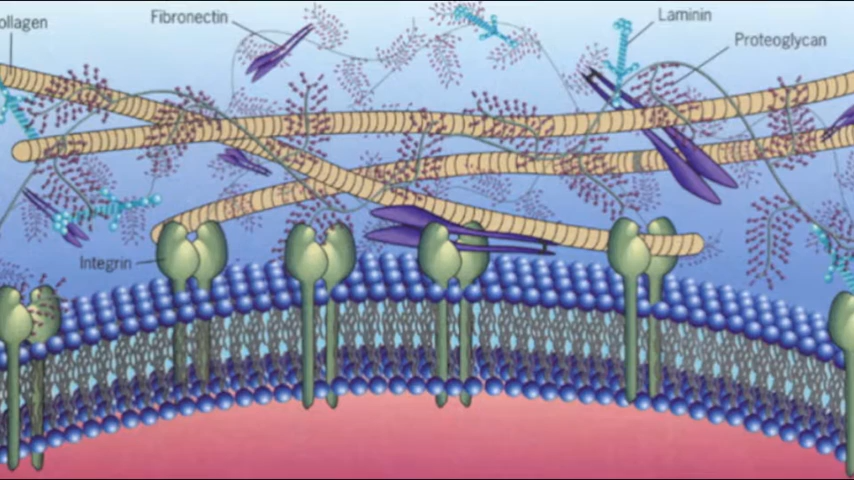 ollagen
Fibronectin
Laminin
Proteoglycan
Integrin